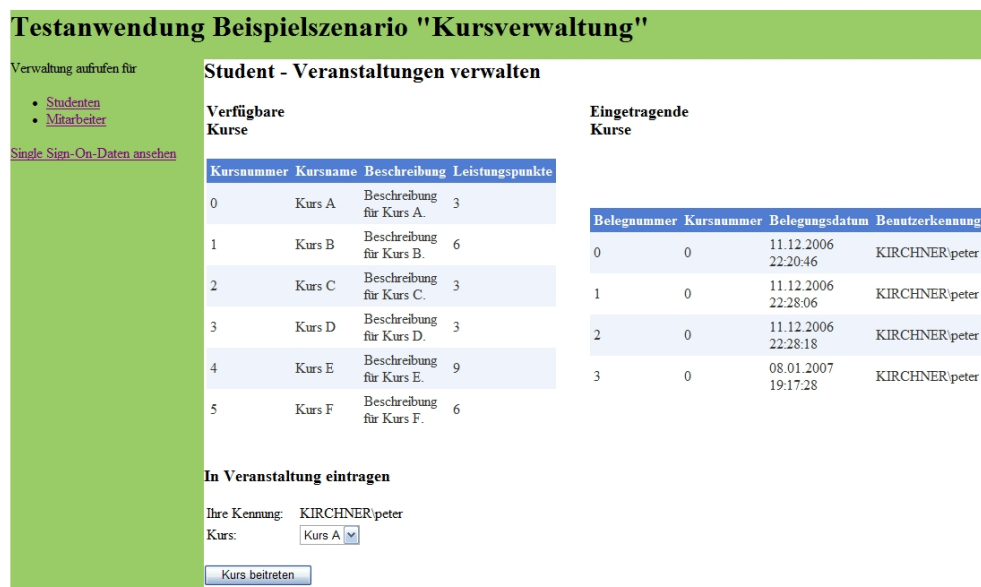 Testanwendung Beispielszenario "Kursverwaltung"
Verwaltung aufrufen für
Studenten
Mitarbeiter
Single Sign-On-Daten ansehen
Student - Veranstaltungen verwalten
Verfügbare
Kurse
Kursnummer Kursname Beschreibung Leistungspunkte
0 Kurs A Beschreibung für Kurs A. 3
1 Kurs B Beschreibung für Kurs B. 6
2 Kurs C Beschreibung für Kurs C. 3
3 Kurs D Beschreibung für Kurs D. 3
4 Kurs E Beschreibung für Kurs E. 9
5 Kurs F Beschreibung für Kurs F. 6
Eingetragende
Kurse
Belegnummer Kursnummer Belegungsdatum Benutzerkennung
0 0 11.12.2006 22:20:46 KIRCHNER\peter
1 0 11.12.2006 22:28:06 KIRCHNER\peter
2 0 11.12.2006 22:28:18 KIRCHNER\peter
3 0 08.01.2007 19:17:28 KIRCHNER\peter
In Veranstaltung eintragen
Ihre Kennung: KIRCHNER\peter
Kurs: Kurs A
Kurs beitreten